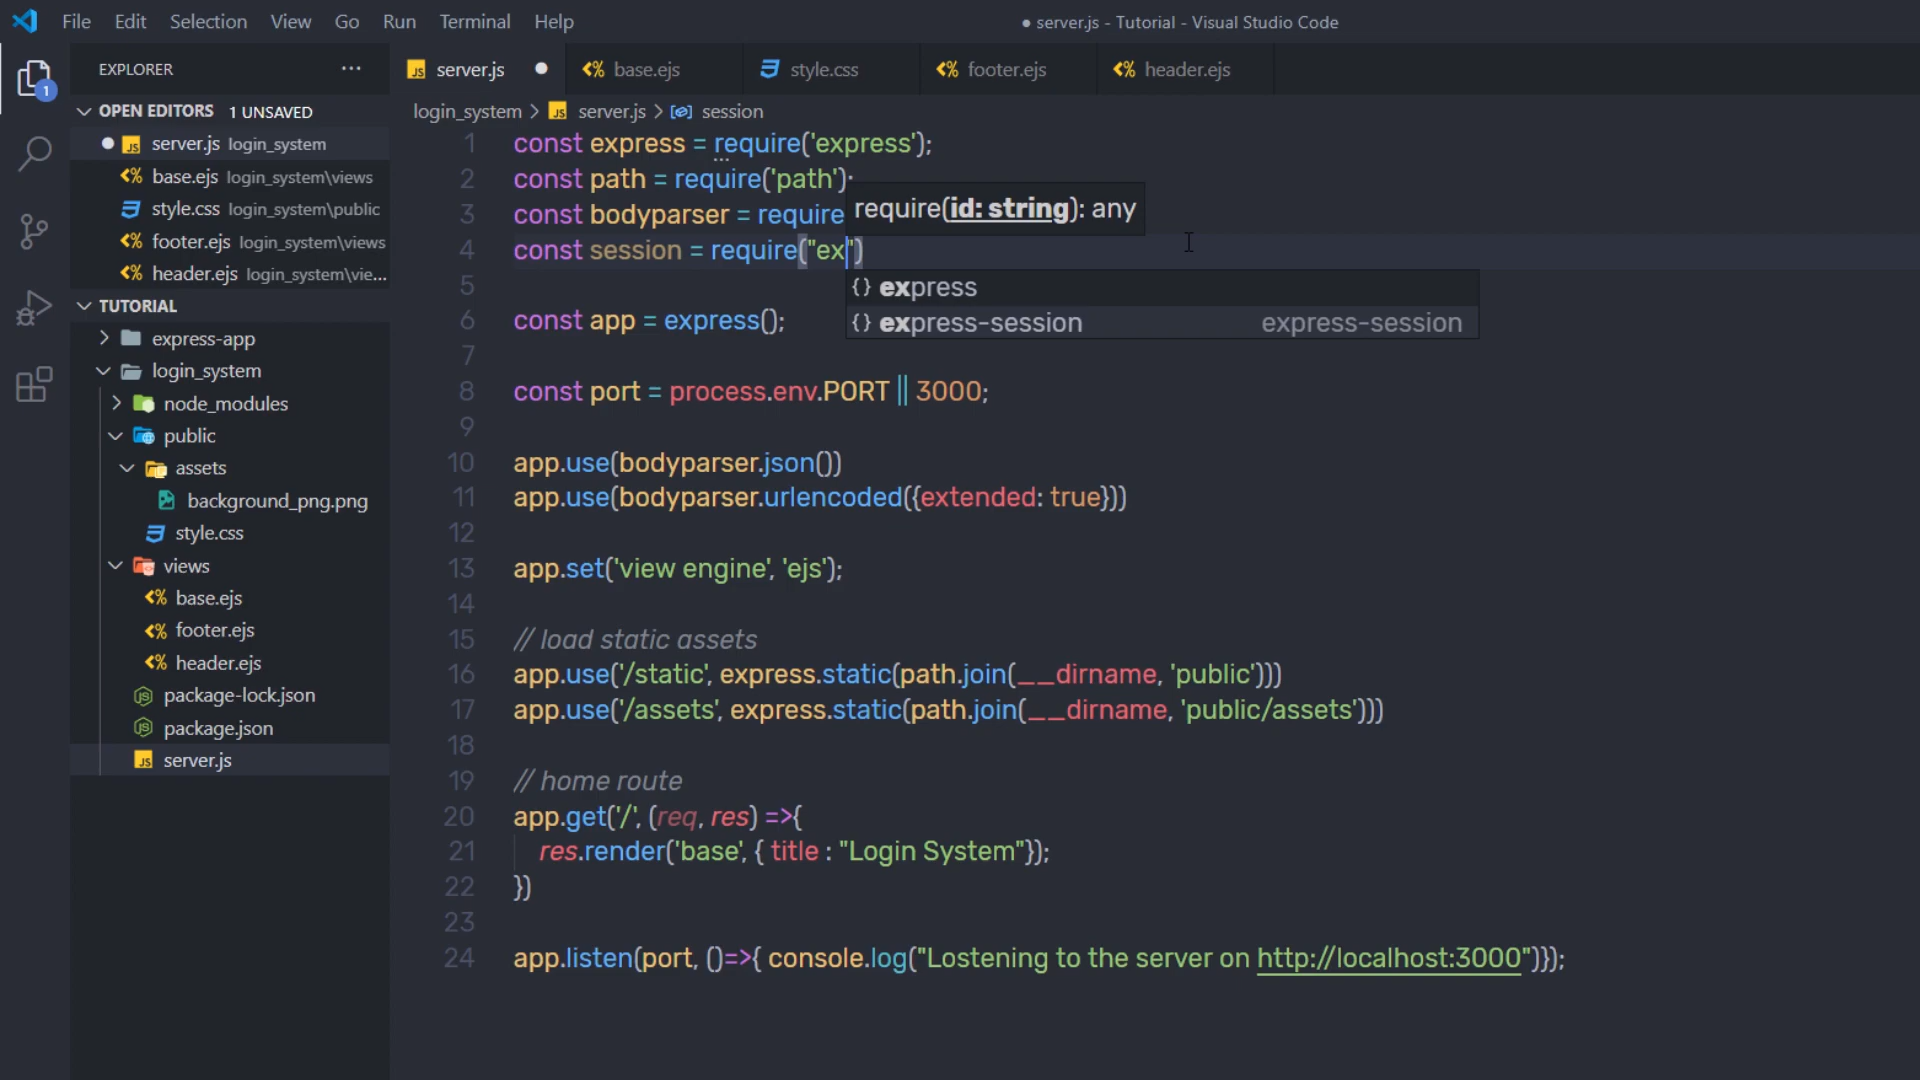 File Edit Selection View Go Run Terminal Help
● server.js - Tutorial - Visual Studio Code
EXPLORER ···
server.js ●
base.ejs
style.css
footer.ejs
header.ejs
1
OPEN EDITORS 1 UNSAVED
● server.js login_system
base.ejs login_system\views
style.css login_system\public
footer.ejs login_system\views
header.ejs login_system\vie...
TUTORIAL
express-app
login_system
node_modules
public
assets
background_png.png
style.css
views
base.ejs
footer.ejs
header.ejs
package-lock.json
package.json
server.js
login_system > server.js > session
1 const express = require('express');
2 const path = require('path');
3 const bodyparser = require
require(id: string): any
4 const session = require("ex")
express
express-session express-session
5
6 const app = express();
7
8 const port = process.env.PORT || 3000;
9
10 app.use(bodyparser.json())
11 app.use(bodyparser.urlencoded({extended: true}))
12
13 app.set('view engine', 'ejs');
14
15 // load static assets
16 app.use('/static', express.static(path.join(__dirname, 'public')))
17 app.use('/assets', express.static(path.join(__dirname, 'public/assets')))
18
19 // home route
20 app.get('/', (req, res) =>{
21 res.render('base', { title : "Login System"});
22 })
23
24 app.listen(port, ()=>{ console.log("Lostening to the server on http://localhost:3000")});